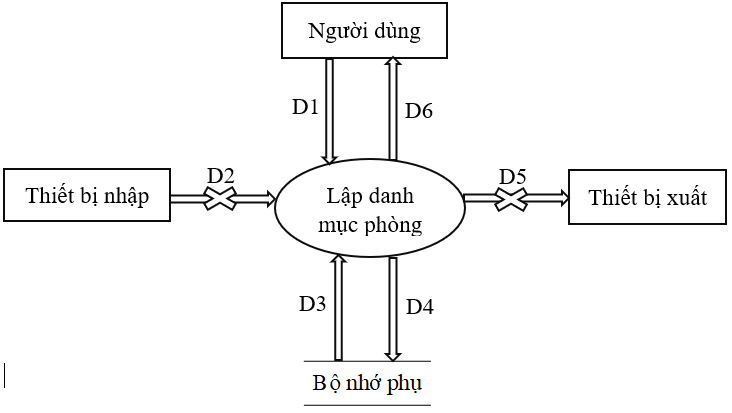 Người dùng
D1
D6
D2
D5
Thiết bị nhập
Lập danh
mục phòng
Thiết bị xuất
D3
D4
Bộ nhớ phụ